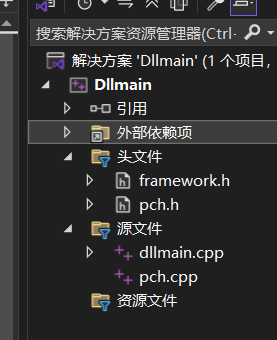 搜索解决方案资源管理器(Ctrl-
解决方案 'Dllmain' (1 个项目,
Dllmain
引用
外部依赖项
头文件
framework.h
pch.h
源文件
dllmain.cpp
pch.cpp
资源文件